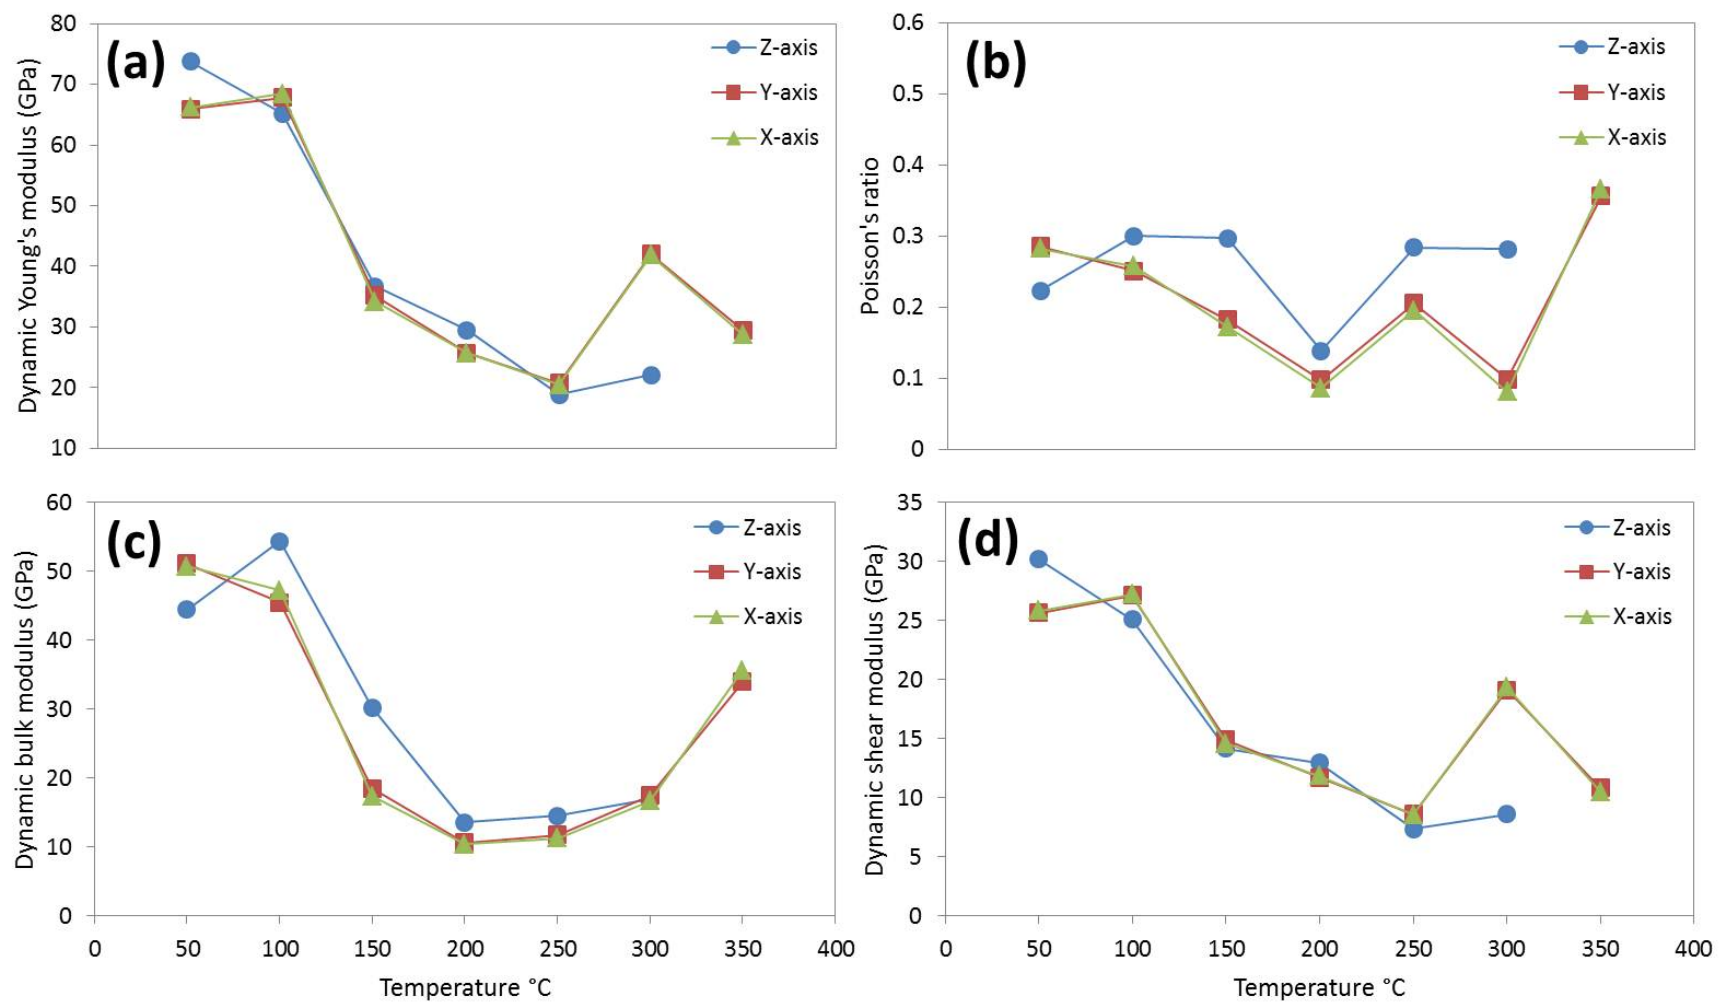 (a)
Dynamic Young's modulus (GPa)
80
70
60
50
40
30
20
10
Z-axis
Y-axis
X-axis
(b)
Poisson's ratio
0.6
0.5
0.4
0.3
0.2
0.1
0
Z-axis
Y-axis
X-axis
(c)
Dynamic bulk modulus (GPa)
60
50
40
30
20
10
0
Z-axis
Y-axis
X-axis
0 50 100 150 200 250 300 350 400
Temperature °C
(d)
Dynamic shear modulus (GPa)
35
30
25
20
15
10
5
0
Z-axis
Y-axis
X-axis
0 50 100 150 200 250 300 350 400
Temperature °C